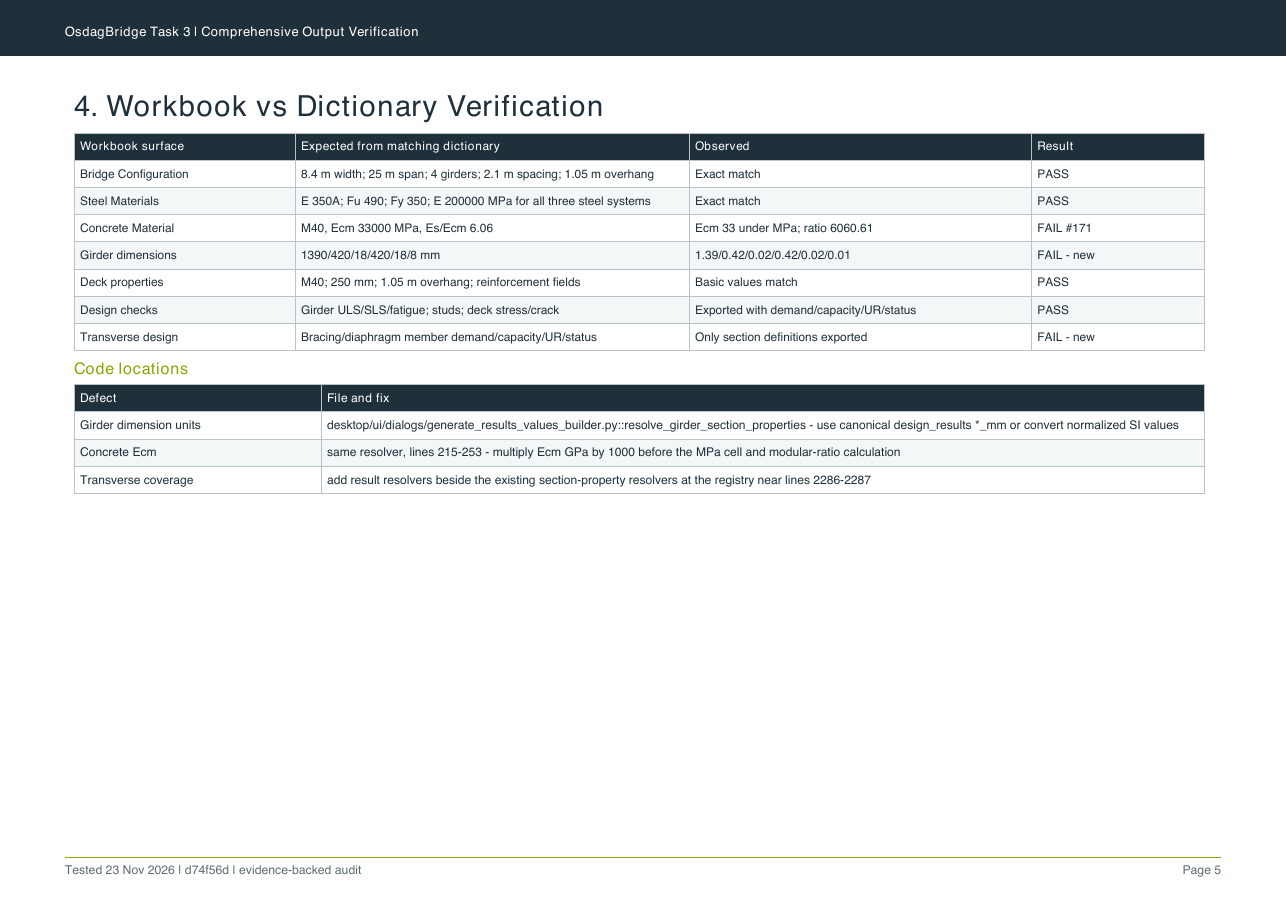 OsdagBridge Task 3 | Comprehensive Output Verification
4. Workbook vs Dictionary Verification
Workbook surface Expected from matching dictionary Observed Result
Bridge Configuration 8.4 m width; 25 m span; 4 girders; 2.1 m spacing; 1.05 m overhang Exact match PASS
Steel Materials E 350A; Fu 490; Fy 350; E 200000 MPa for all three steel systems Exact match PASS
Concrete Material M40, Ecm 33000 MPa, Es/Ecm 6.06 Ecm 33 under MPa; ratio 6060.61 FAIL #171
Girder dimensions 1390/420/18/420/18/8 mm 1.39/0.42/0.02/0.42/0.02/0.01 FAIL - new
Deck properties M40; 250 mm; 1.05 m overhang; reinforcement fields Basic values match PASS
Design checks Girder ULS/SLS/fatigue; studs; deck stress/crack Exported with demand/capacity/UR/status PASS
Transverse design Bracing/diaphragm member demand/capacity/UR/status Only section definitions exported FAIL - new
Code locations
Defect File and fix
Girder dimension units desktop/ui/dialogs/generate_results_values_builder.py::resolve_girder_section_properties - use canonical design_results *_mm or convert normalized SI values
Concrete Ecm same resolver, lines 215-253 - multiply Ecm GPa by 1000 before the MPa cell and modular-ratio calculation
Transverse coverage add result resolvers beside the existing section-property resolvers at the registry near lines 2286-2287
Tested 23 Nov 2026 | d74f56d | evidence-backed audit Page 5